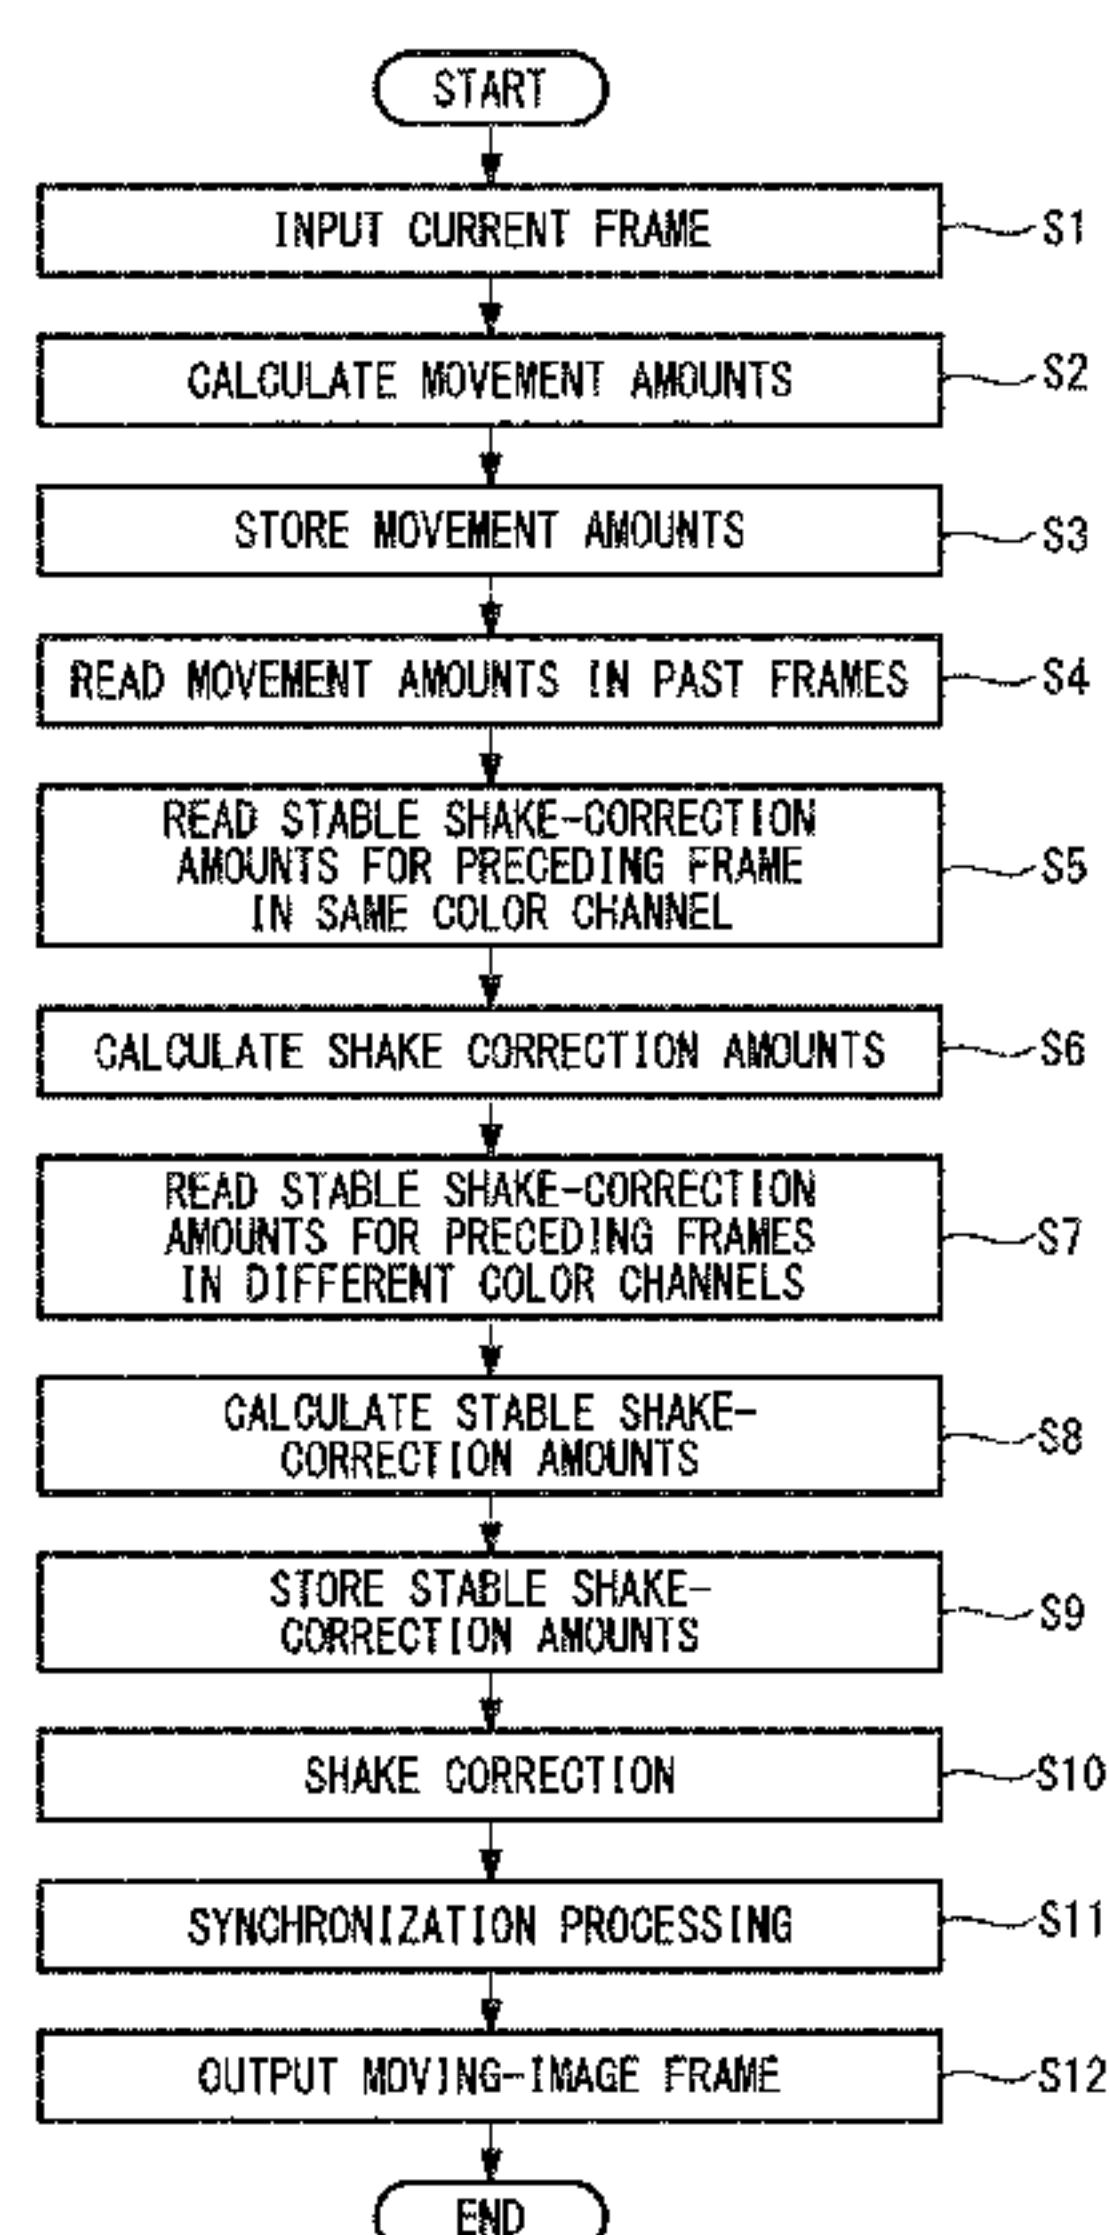 START
INPUT CURRENT FRAME
S1
CALCULATE MOVEMENT AMOUNTS
S2
STORE MOVEMENT AMOUNTS
S3
READ MOVEMENT AMOUNTS IN PAST FRAMES
S4
READ STABLE SHAKE-CORRECTION
AMOUNTS FOR PRECEDING FRAME
IN SAME COLOR CHANNEL
S5
CALCULATE SHAKE CORRECTION AMOUNTS
S6
READ STABLE SHAKE-CORRECTION
AMOUNTS FOR PRECEDING FRAMES
IN DIFFERENT COLOR CHANNELS
S7
CALCULATE STABLE SHAKE-
CORRECTION AMOUNTS
S8
STORE STABLE SHAKE-
CORRECTION AMOUNTS
S9
SHAKE CORRECTION
S10
SYNCHRONIZATION PROCESSING
S11
OUTPUT MOVING-IMAGE FRAME
S12
END